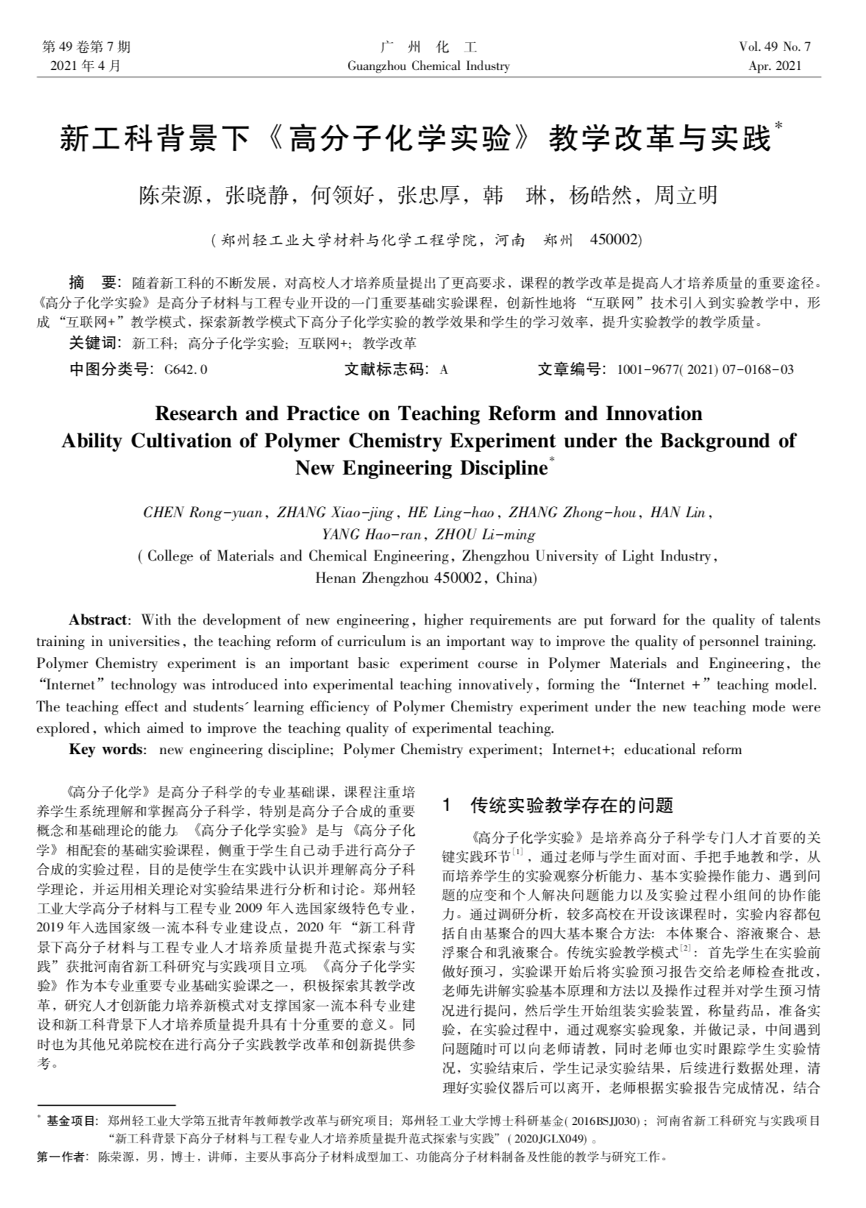 第 49 卷第 7 期
2021 年 4 月
广 州 化 工
Guangzhou Chemical Industry
Vol. 49 No. 7
Apr. 2021
新工科背景下《高分子化学实验》教学改革与实践*
陈荣源，张晓静，何领好，张忠厚，韩 琳，杨皓然，周立明
( 郑州轻工业大学材料与化学工程学院，河南 郑州 450002)
摘 要：随着新工科的不断发展，对高校人才培养质量提出了更高要求，课程的教学改革是提高人才培养质量的重要途径。
《高分子化学实验》是高分子材料与工程专业开设的一门重要基础实验课程，创新性地将 “互联网”技术引入到实验教学中，形
成 “互联网+”教学模式，探索新教学模式下高分子化学实验的教学效果和学生的学习效率，提升实验教学的教学质量。
关键词：新工科；高分子化学实验；互联网+；教学改革
中图分类号：G642. 0 文献标志码：A 文章编号：1001-9677( 2021) 07-0168-03
Research and Practice on Teaching Reform and Innovation
Ability Cultivation of Polymer Chemistry Experiment under the Background of
New Engineering Discipline*
CHEN Rong-yuan, ZHANG Xiao-jing, HE Ling-hao, ZHANG Zhong-hou, HAN Lin,
YANG Hao-ran, ZHOU Li-ming
( College of Materials and Chemical Engineering, Zhengzhou University of Light Industry,
Henan Zhengzhou 450002, China)
Abstract: With the development of new engineering, higher requirements are put forward for the quality of talents
training in universities, the teaching reform of curriculum is an important way to improve the quality of personnel training.
Polymer Chemistry experiment is an important basic experiment course in Polymer Materials and Engineering, the
“Internet” technology was introduced into experimental teaching innovatively, forming the “Internet +” teaching model.
The teaching effect and students´ learning efficiency of Polymer Chemistry experiment under the new teaching mode were
explored, which aimed to improve the teaching quality of experimental teaching.
Key words: new engineering discipline; Polymer Chemistry experiment; Internet+; educational reform
《高分子化学》是高分子科学的专业基础课，课程注重培
养学生系统理解和掌握高分子科学，特别是高分子合成的重要
概念和基础理论的能力。《高分子化学实验》是与《高分子化
学》相配套的基础实验课程，侧重于学生自己动手进行高分子
合成的实验过程，目的是使学生在实践中认识并理解高分子科
学理论，并运用相关理论对实验结果进行分析和讨论。郑州轻
工业大学高分子材料与工程专业 2009 年入选国家级特色专业，
2019 年入选国家级一流本科专业建设点，2020 年 “新工科背
景下高分子材料与工程专业人才培养质量提升范式探索与实
践”获批河南省新工科研究与实践项目立项。《高分子化学实
验》作为本专业重要专业基础实验课之一，积极探索其教学改
革，研究人才创新能力培养新模式对支撑国家一流本科专业建
设和新工科背景下人才培养质量提升具有十分重要的意义。同
时也为其他兄弟院校在进行高分子实践教学改革和创新提供参
考。
1 传统实验教学存在的问题
《高分子化学实验》是培养高分子科学专门人才首要的关
键实践环节[1]，通过老师与学生面对面、手把手地教和学，从
而培养学生的实验观察分析能力、基本实验操作能力、遇到问
题的应变和个人解决问题能力以及实验过程小组间的协作能
力。通过调研分析，较多高校在开设该课程时，实验内容都包
括自由基聚合的四大基本聚合方法：本体聚合、溶液聚合、悬
浮聚合和乳液聚合。传统实验教学模式[2]：首先学生在实验前
做好预习，实验课开始后将实验预习报告交给老师检查批改，
老师先讲解实验基本原理和方法以及操作过程并对学生预习情
况进行提问，然后学生开始组装实验装置，称量药品，准备实
验，在实验过程中，通过观察实验现象，并做记录，中间遇到
问题随时可以向老师请教，同时老师也实时跟踪学生实验情
况，实验结束后，学生记录实验结果，后续进行数据处理，清
理好实验仪器后可以离开，老师根据实验报告完成情况，结合
* 基金项目：郑州轻工业大学第五批青年教师教学改革与研究项目；郑州轻工业大学博士科研基金( 2016BSJJ030)；河南省新工科研究与实践项目
“新工科背景下高分子材料与工程专业人才培养质量提升范式探索与实践” ( 2020JGLX049) 。
第一作者：陈荣源，男，博士，讲师，主要从事高分子材料成型加工、功能高分子材料制备及性能的教学与研究工作。